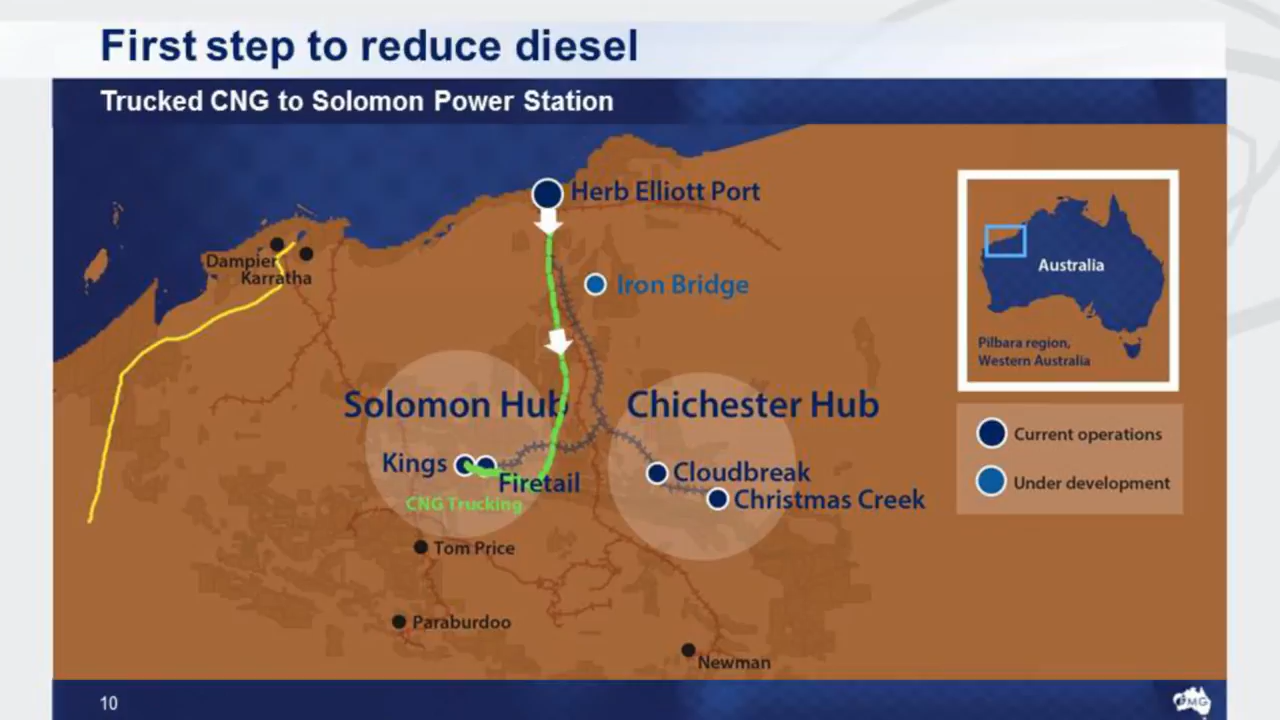 First step to reduce diesel
Trucked CNG to Solomon Power Station
Herb Elliott Port
Dampier
Karratha
Iron Bridge
Australia
Pilbara region,
Western Australia
Solomon Hub
Chichester Hub
Current operations
Kings
Cloudbreak
Firetail
Under development
CNG Trucking
Christmas Creek
Tom Price
Paraburdoo
Newman
10
FMG